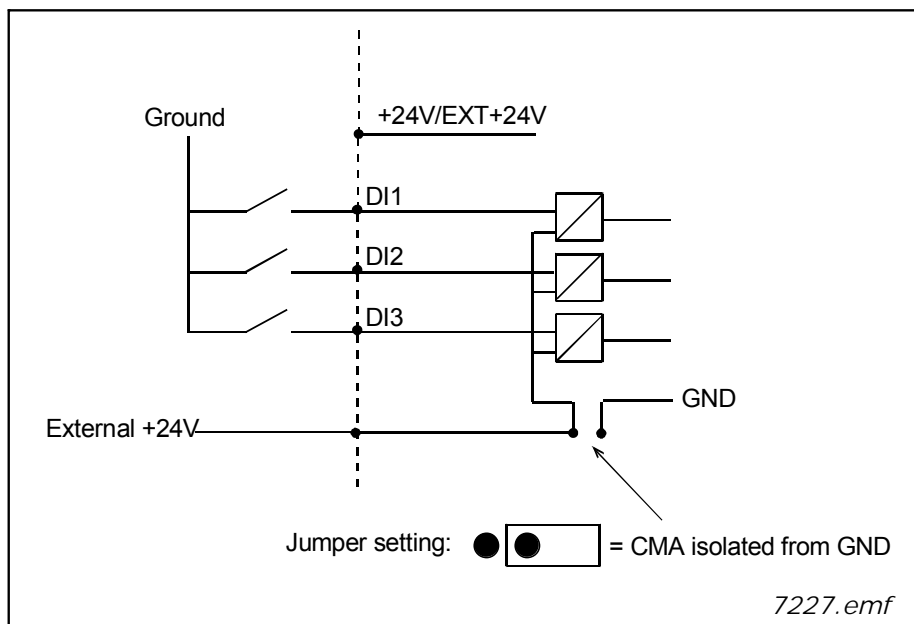 Ground
+24V/EXT+24V
DI1
DI2
DI3
GND
External +24V
Jumper setting:
= CMA isolated from GND
7227.emf